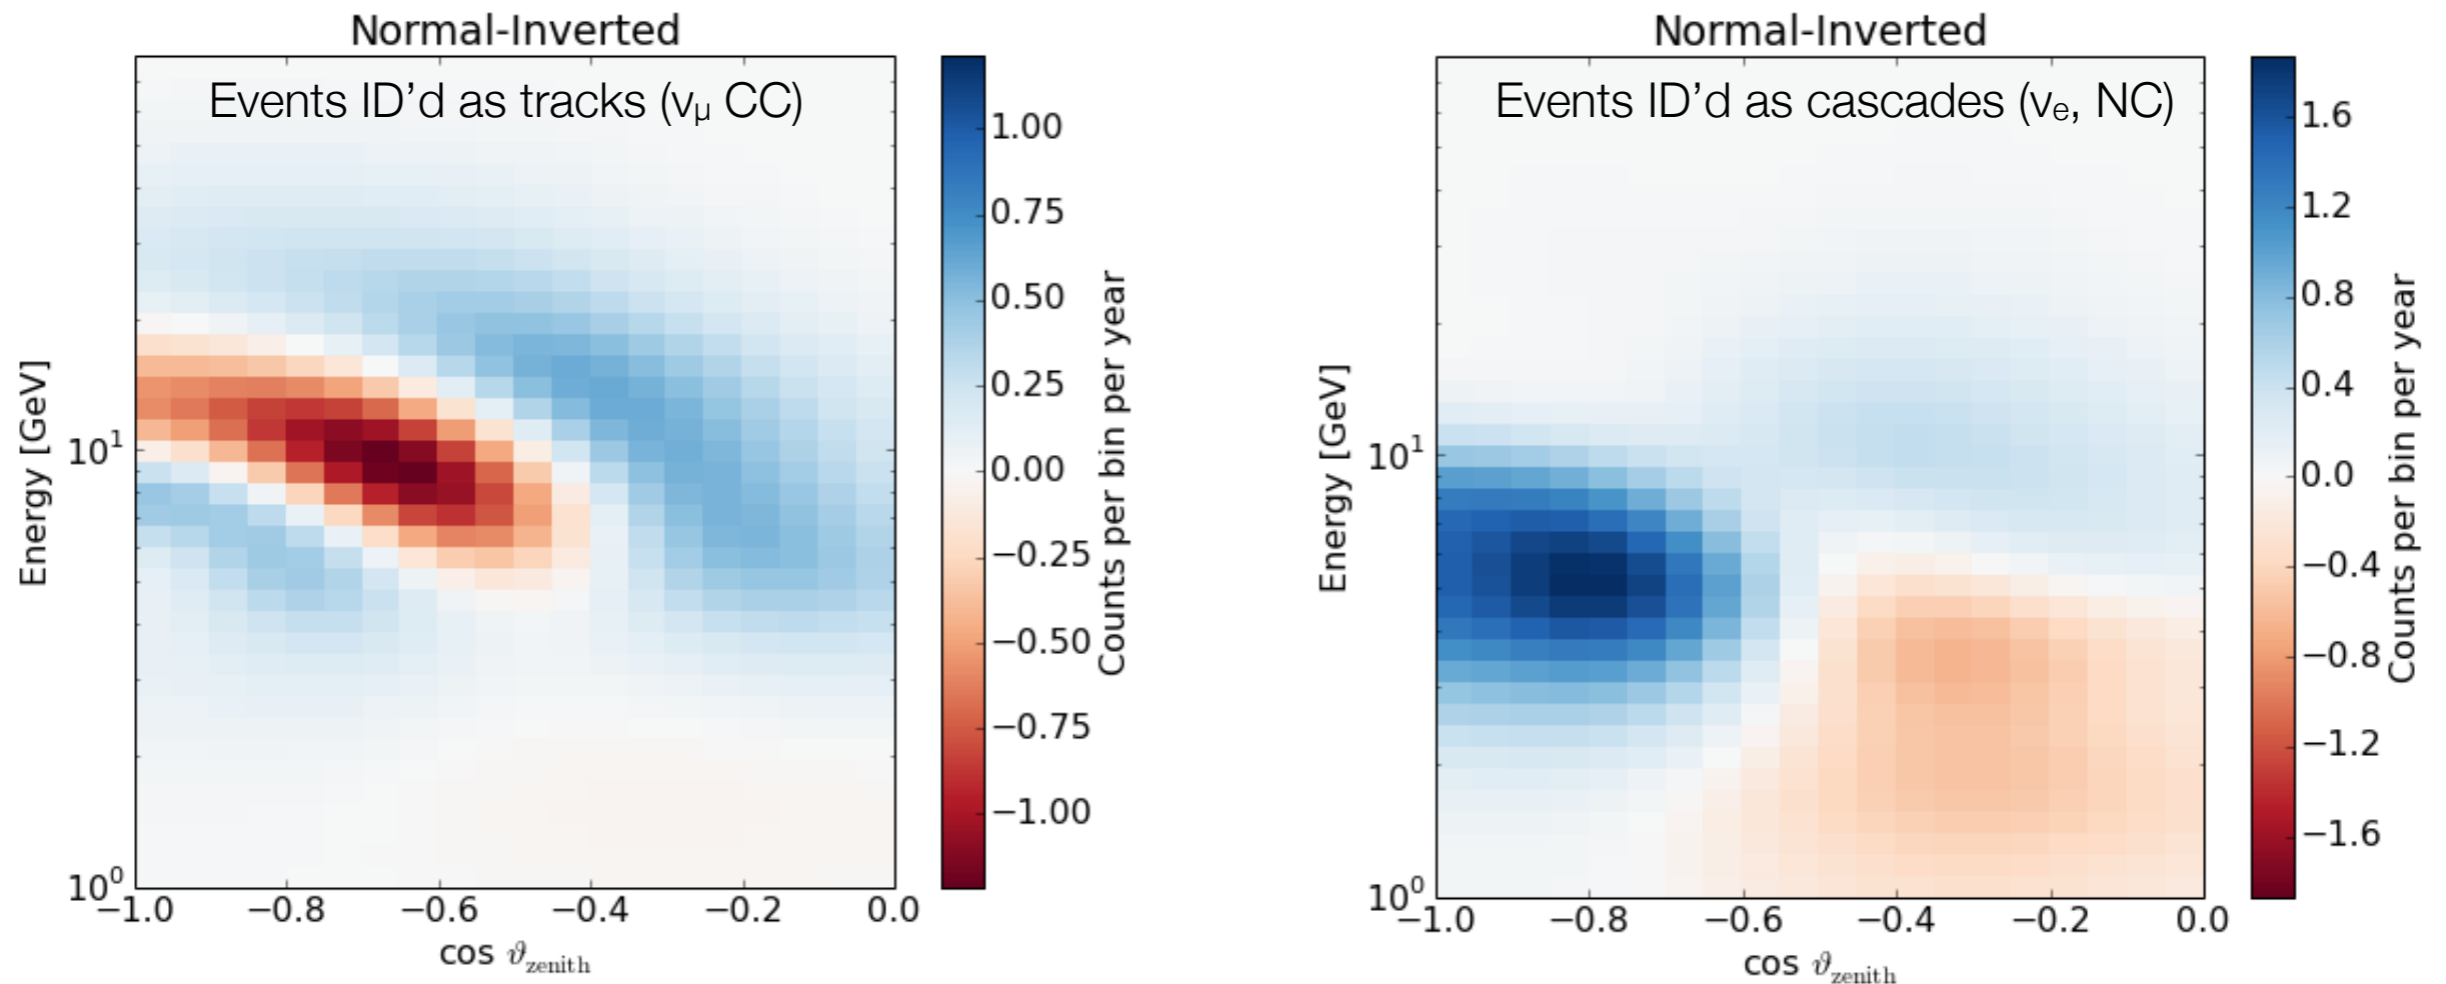 Normal-Inverted
Events ID’d as tracks (νμ CC)
Energy [GeV]
10¹
10⁰
−1.0 −0.8 −0.6 −0.4 −0.2 0.0
cos ϑzenith
1.00
0.75
0.50
0.25
0.00
−0.25
−0.50
−0.75
−1.00
Counts per bin per year
Normal-Inverted
Events ID’d as cascades (νe, NC)
Energy [GeV]
10¹
10⁰
−1.0 −0.8 −0.6 −0.4 −0.2 0.0
cos ϑzenith
1.6
1.2
0.8
0.4
0.0
−0.4
−0.8
−1.2
−1.6
Counts per bin per year